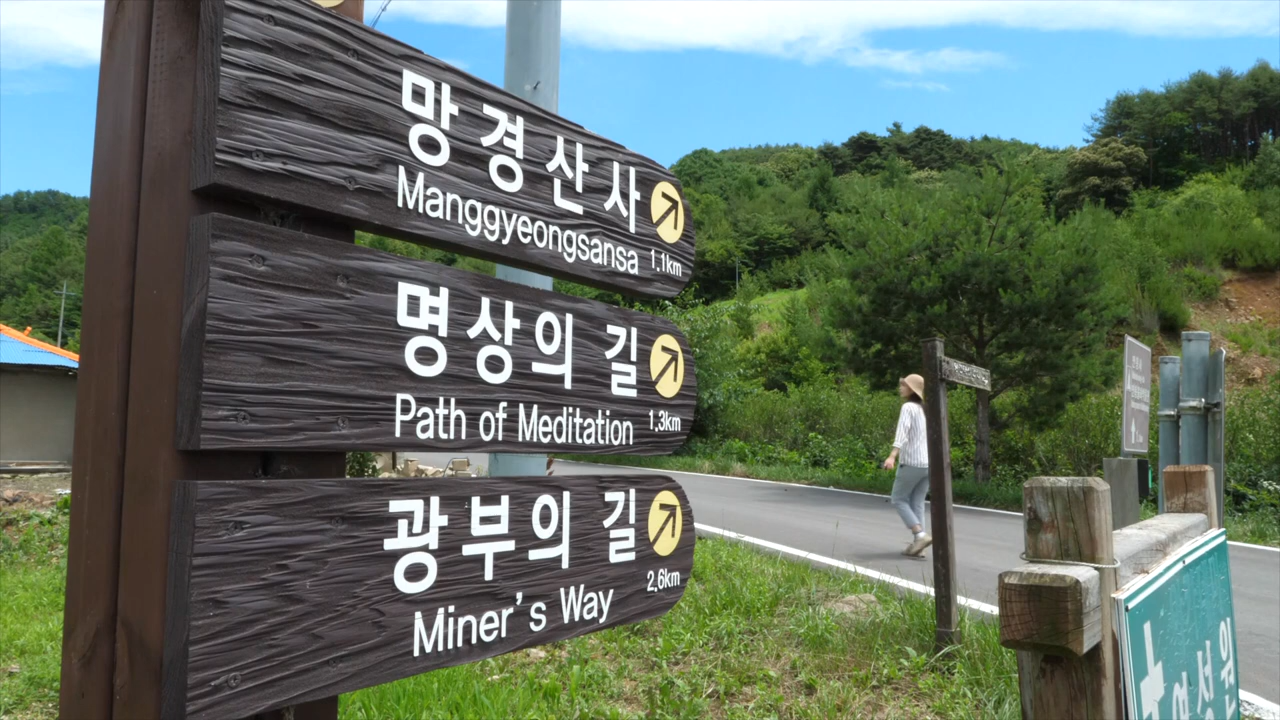 망경산사
Manggyeongsansa 1.1km
명상의 길
Path of Meditation 1.3km
광부의 길
Miner's Way 2.6km